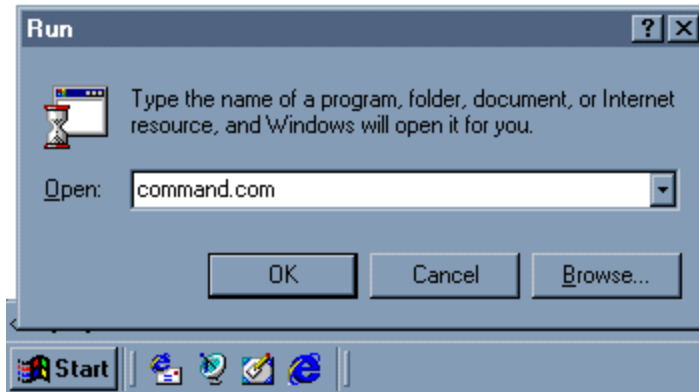 Run
Type the name of a program, folder, document, or Internet
resource, and Windows will open it for you.
Open: command.com
OK Cancel Browse...
Start